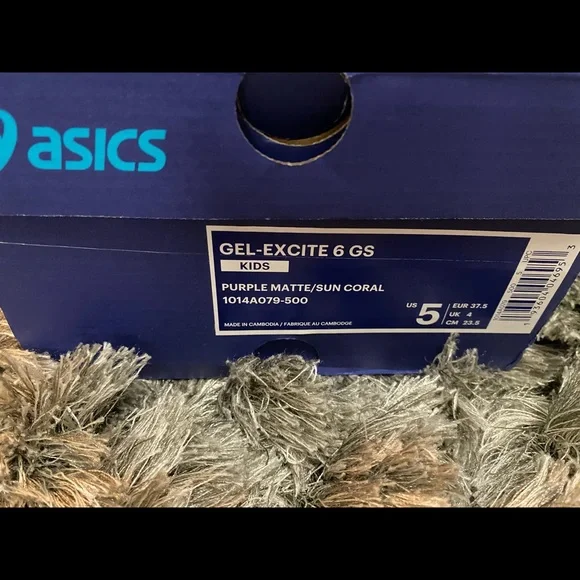 asics
GEL-EXCITE 6 GS
KIDS
PURPLE MATTE/SUN CORAL
1014A079-500
US 5
EUR 37.5
UK 4
CM 23.5
MADE IN CAMBODIA / FABRIQUE AU CAMBODGE
UPC